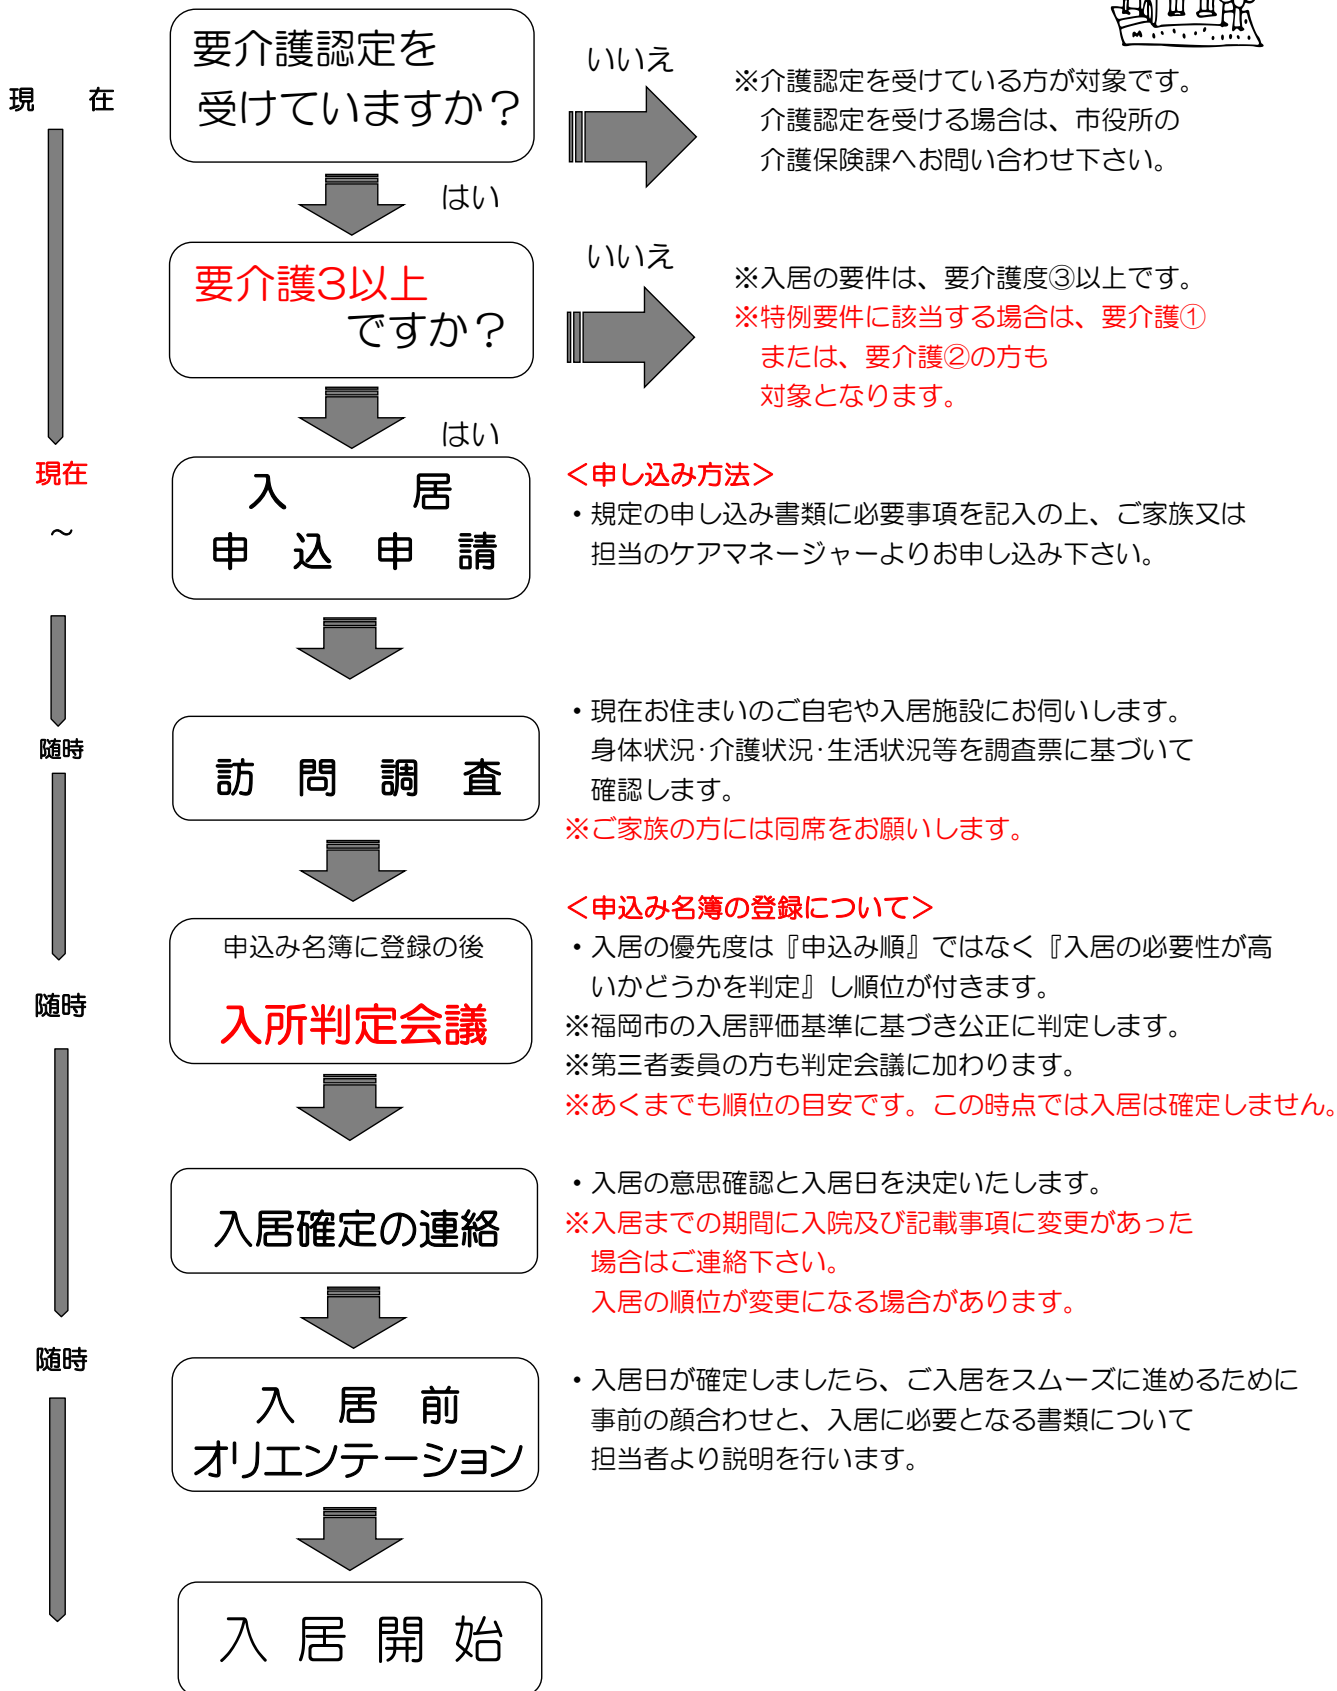 現　在
要介護認定を
受けていますか？
いいえ
※介護認定を受けている方が対象です。
介護認定を受ける場合は、市役所の
介護保険課へお問い合わせ下さい。
はい
要介護3以上
ですか？
いいえ
※入居の要件は、要介護度③以上です。
※特例要件に該当する場合は、要介護①
または、要介護②の方も
対象となります。
はい
現在
～
入　居
申　込　申　請
＜申し込み方法＞
・規定の申し込み書類に必要事項を記入の上、ご家族又は
担当のケアマネージャーよりお申し込み下さい。
随時
訪　問　調　査
・現在お住まいのご自宅や入居施設にお伺いします。
身体状況･介護状況･生活状況等を調査票に基づいて
確認します。
※ご家族の方には同席をお願いします。
随時
申込み名簿に登録の後
入所判定会議
＜申込み名簿の登録について＞
・入居の優先度は『申込み順』ではなく『入居の必要性が高
いかどうかを判定』し順位が付きます。
※福岡市の入居評価基準に基づき公正に判定します。
※第三者委員の方も判定会議に加わります。
※あくまでも順位の目安です。この時点では入居は確定しません。
入居確定の連絡
・入居の意思確認と入居日を決定いたします。
※入居までの期間に入院及び記載事項に変更があった
場合はご連絡下さい。
入居の順位が変更になる場合があります。
随時
入　居　前
オリエンテーション
・入居日が確定しましたら、ご入居をスムーズに進めるために
事前の顔合わせと、入居に必要となる書類について
担当者より説明を行います。
入 居 開 始